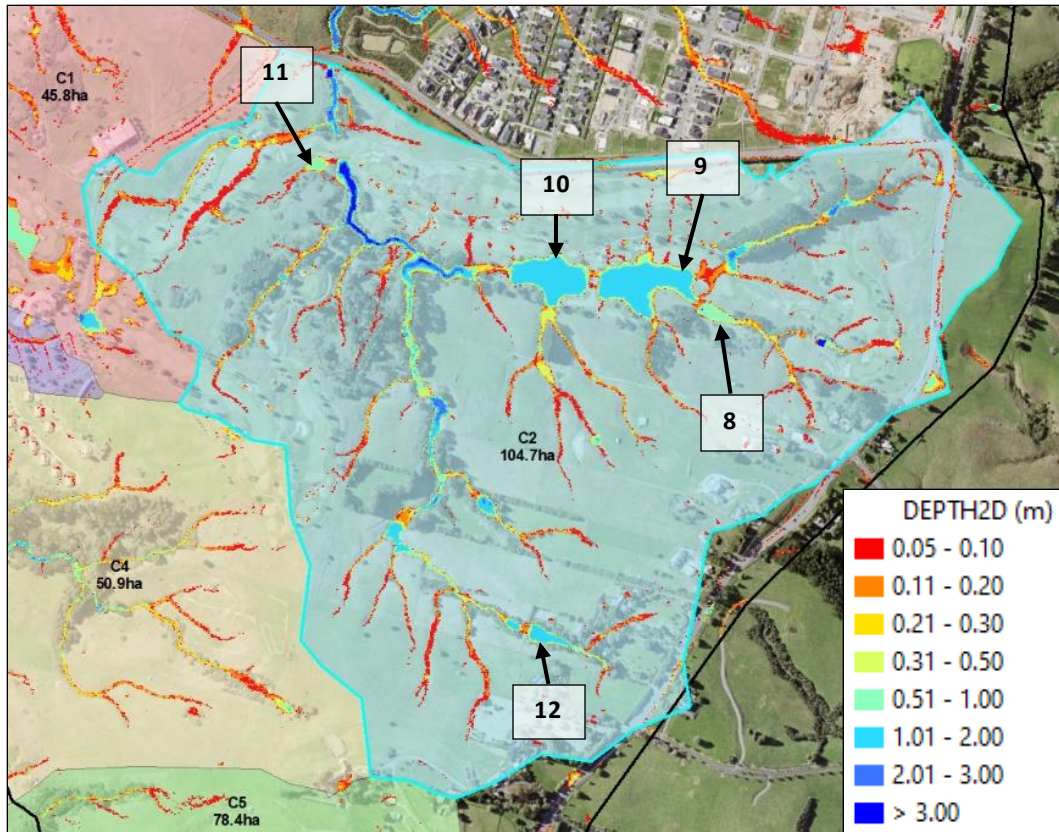 C1
45.8ha
11
10
9
8
C2
104.7ha
C4
50.9ha
12
C5
78.4ha
DEPTH2D (m)
0.05 - 0.10
0.11 - 0.20
0.21 - 0.30
0.31 - 0.50
0.51 - 1.00
1.01 - 2.00
2.01 - 3.00
> 3.00